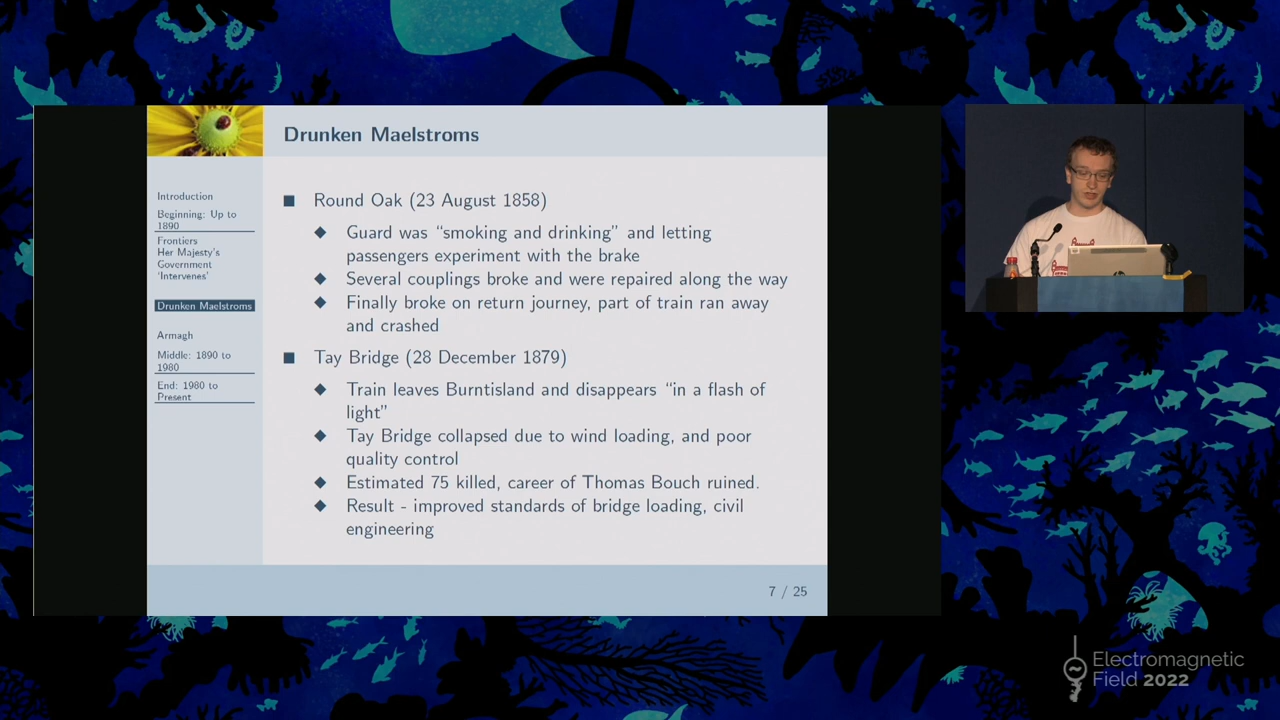 Drunken Maelstroms
Introduction
Beginning: Up to
1890
Frontiers
Her Majesty's
Government
'Intervenes'
Drunken Maelstroms
Armagh
Middle: 1890 to
1980
End: 1980 to
Present
■ Round Oak (23 August 1858)
◆ Guard was “smoking and drinking” and letting
passengers experiment with the brake
◆ Several couplings broke and were repaired along the way
◆ Finally broke on return journey, part of train ran away
and crashed
■ Tay Bridge (28 December 1879)
◆ Train leaves Burntisland and disappears “in a flash of
light”
◆ Tay Bridge collapsed due to wind loading, and poor
quality control
◆ Estimated 75 killed, career of Thomas Bouch ruined.
◆ Result - improved standards of bridge loading, civil
engineering
7 / 25
Electromagnetic
Field 2022